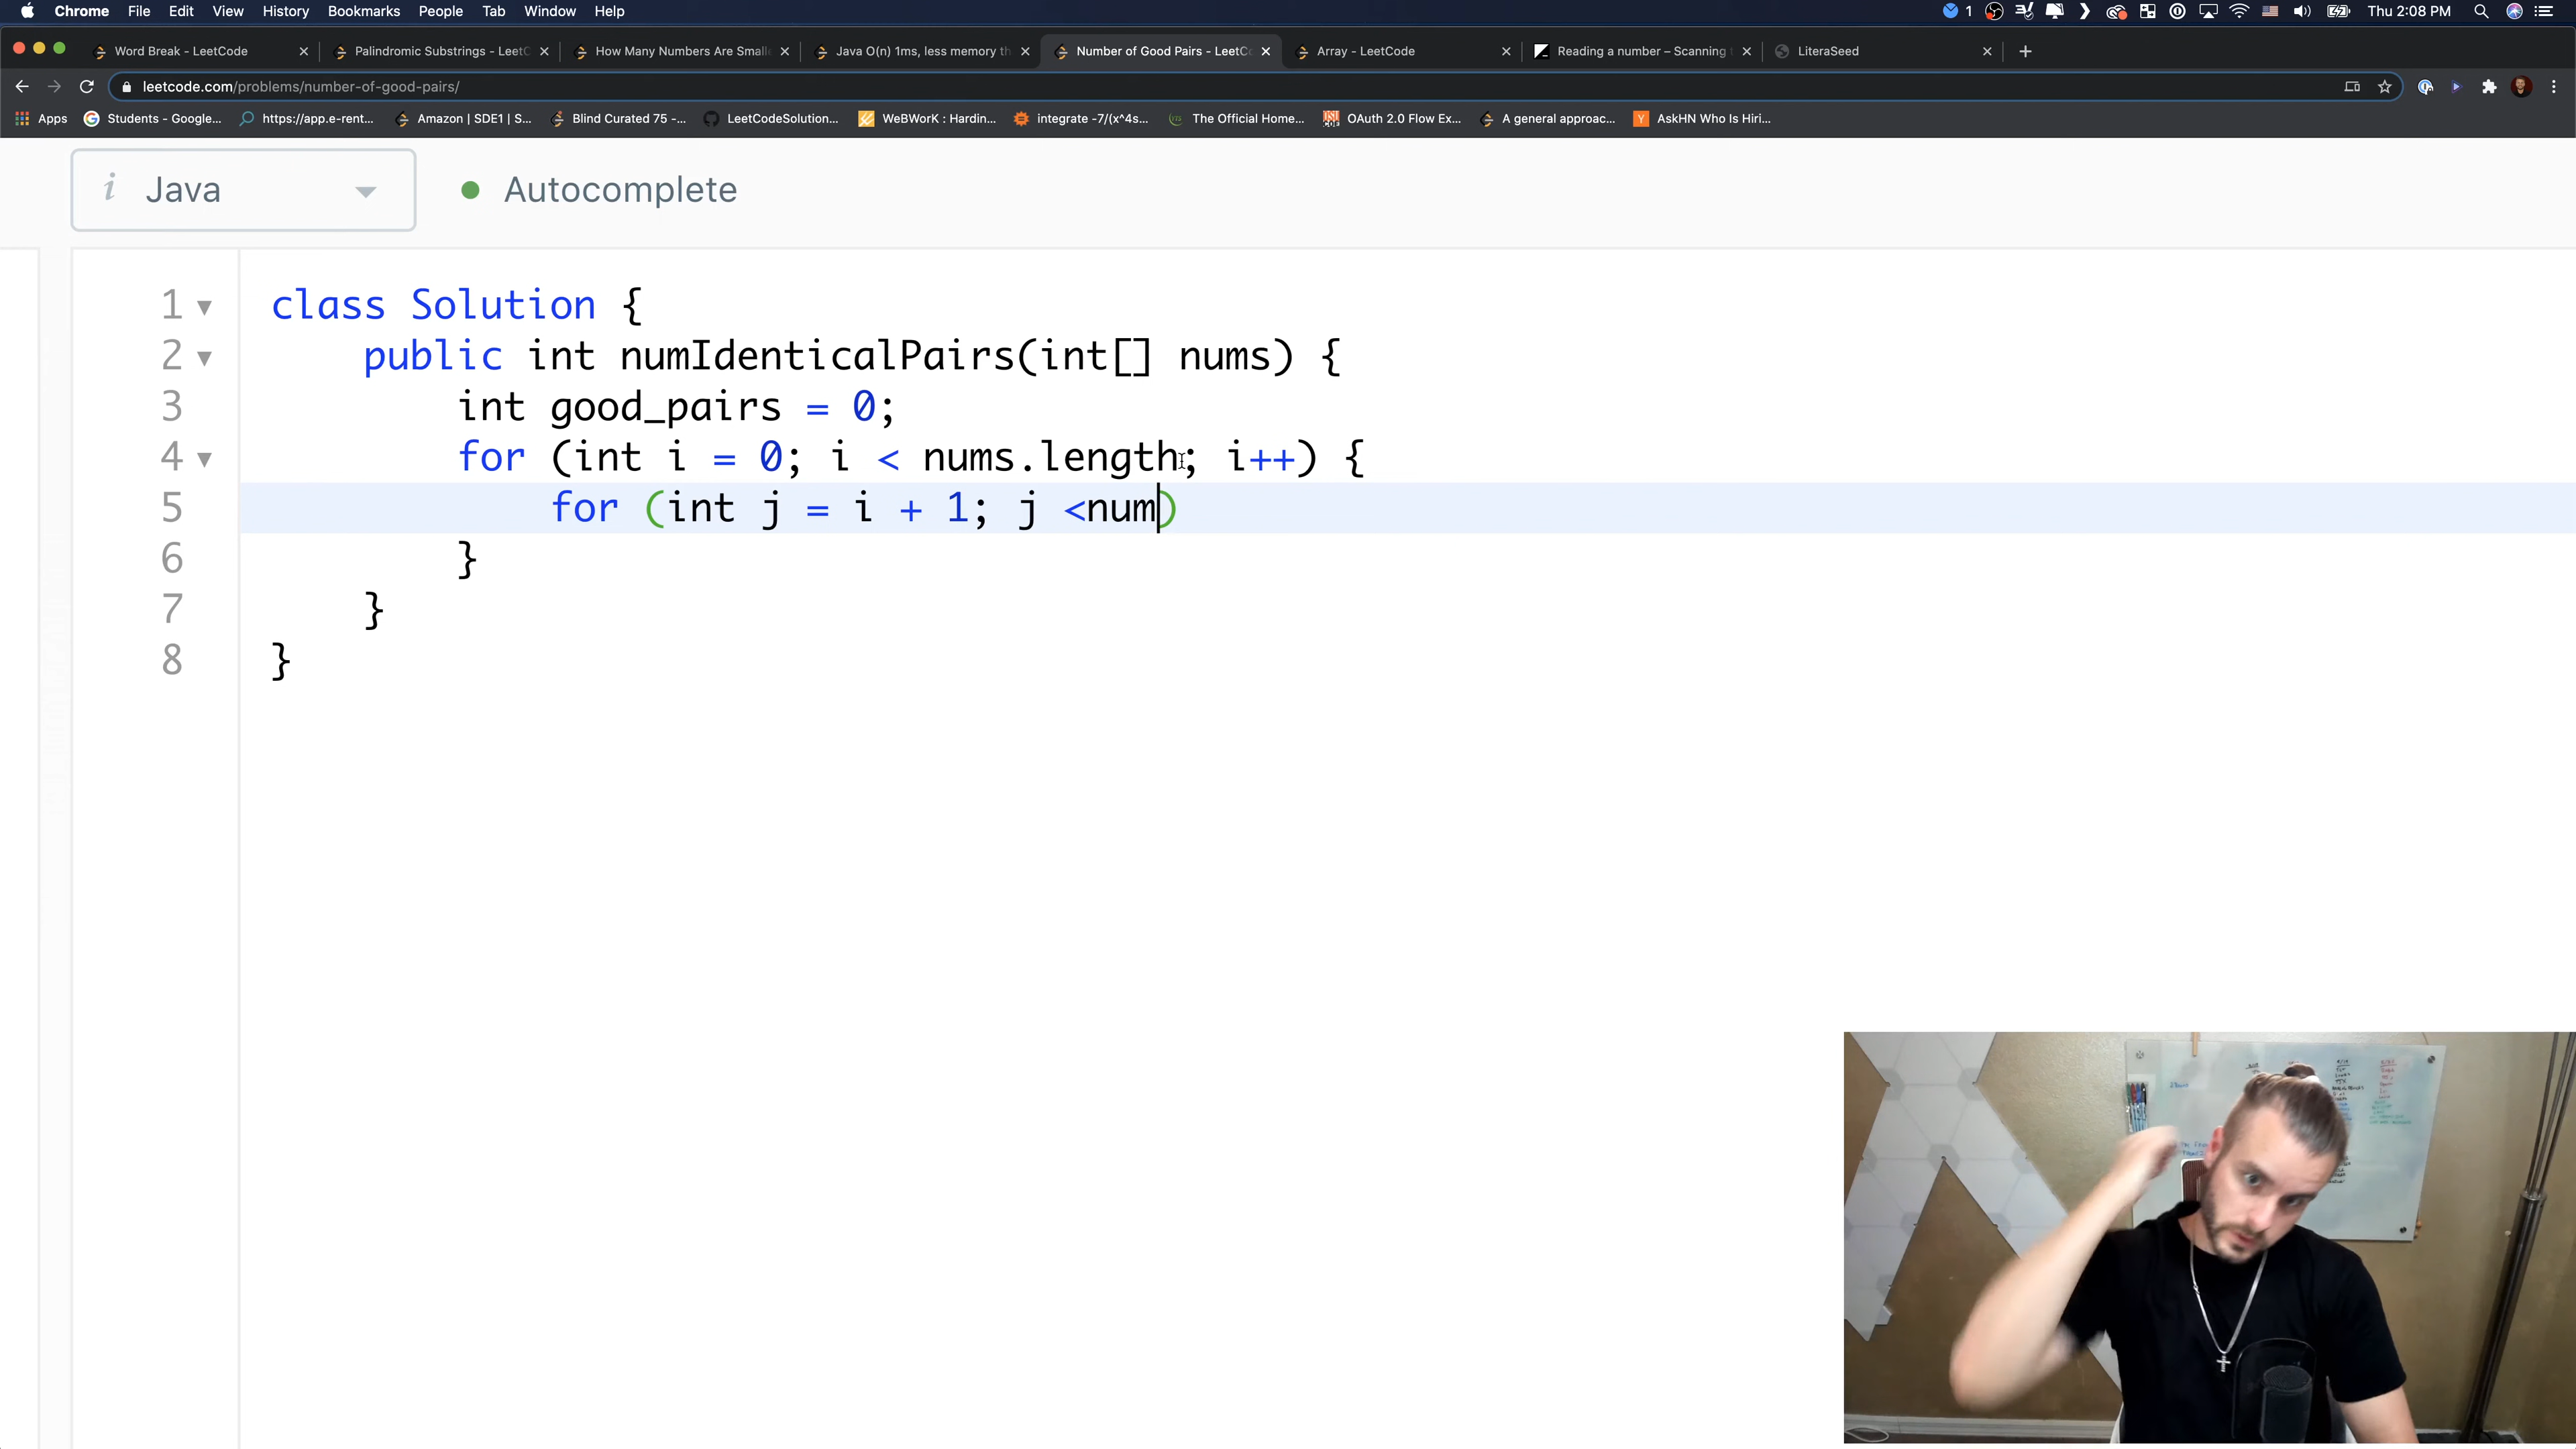 Chrome File Edit View History Bookmarks People Tab Window Help 1 Thu 2:08 PM
Word Break - LeetCode Palindromic Substrings - LeetC How Many Numbers Are Smalle Java O(n) 1ms, less memory th Number of Good Pairs - LeetCo Array - LeetCode Reading a number – Scanning LiteraSeed
leetcode.com/problems/number-of-good-pairs/
Apps Students - Google... https://app.e-rent... Amazon | SDE1 | S... Blind Curated 75 -... LeetCodeSolution... WeBWorK : Hardin... integrate -7/(x^4s... The Official Home... OAuth 2.0 Flow Ex... A general approac... AskHN Who Is Hiri...
i Java Autocomplete
1 class Solution {
2 public int numIdenticalPairs(int[] nums) {
3 int good_pairs = 0;
4 for (int i = 0; i < nums.length; i++) {
5 for (int j = i + 1; j <num)
6 }
7 }
8 }